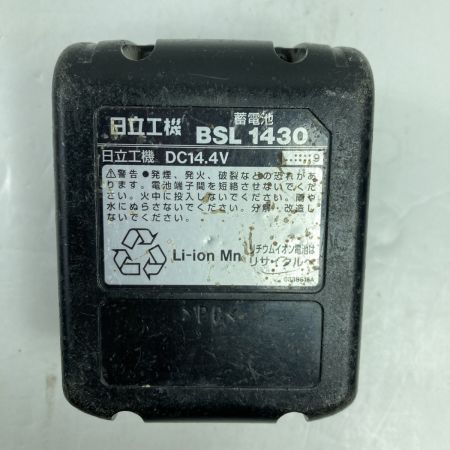 蓄電池
日立工機 BSL 1430
日立工機 DC14.4V 9
⚠警告 ●発煙、発火、破裂などの恐れがあ
ります。電池端子間を短絡させないでくだ
さい。火中に投入しないでください。雨や
水にぬらさないでください。分解、改造し
ないでください。
Li-ion Mn
リチウムイオン電池は
リサイクルへ
>PC<